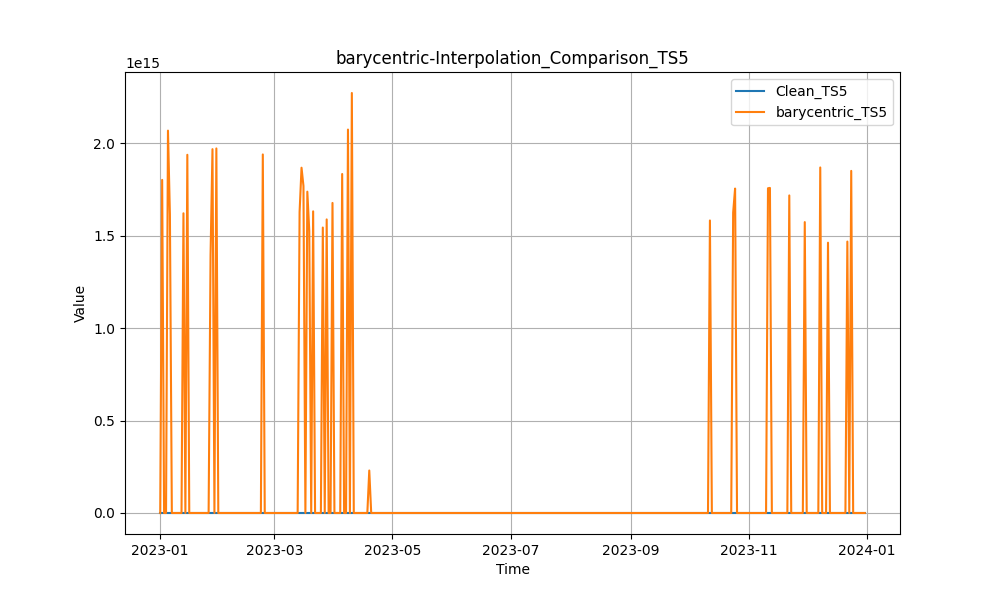 barycentric-Interpolation_Comparison_TS5
1e15
Clean_TS5
barycentric_TS5
2.0
1.5
1.0
0.5
0.0
Value
2023-01 2023-03 2023-05 2023-07 2023-09 2023-11 2024-01
Time